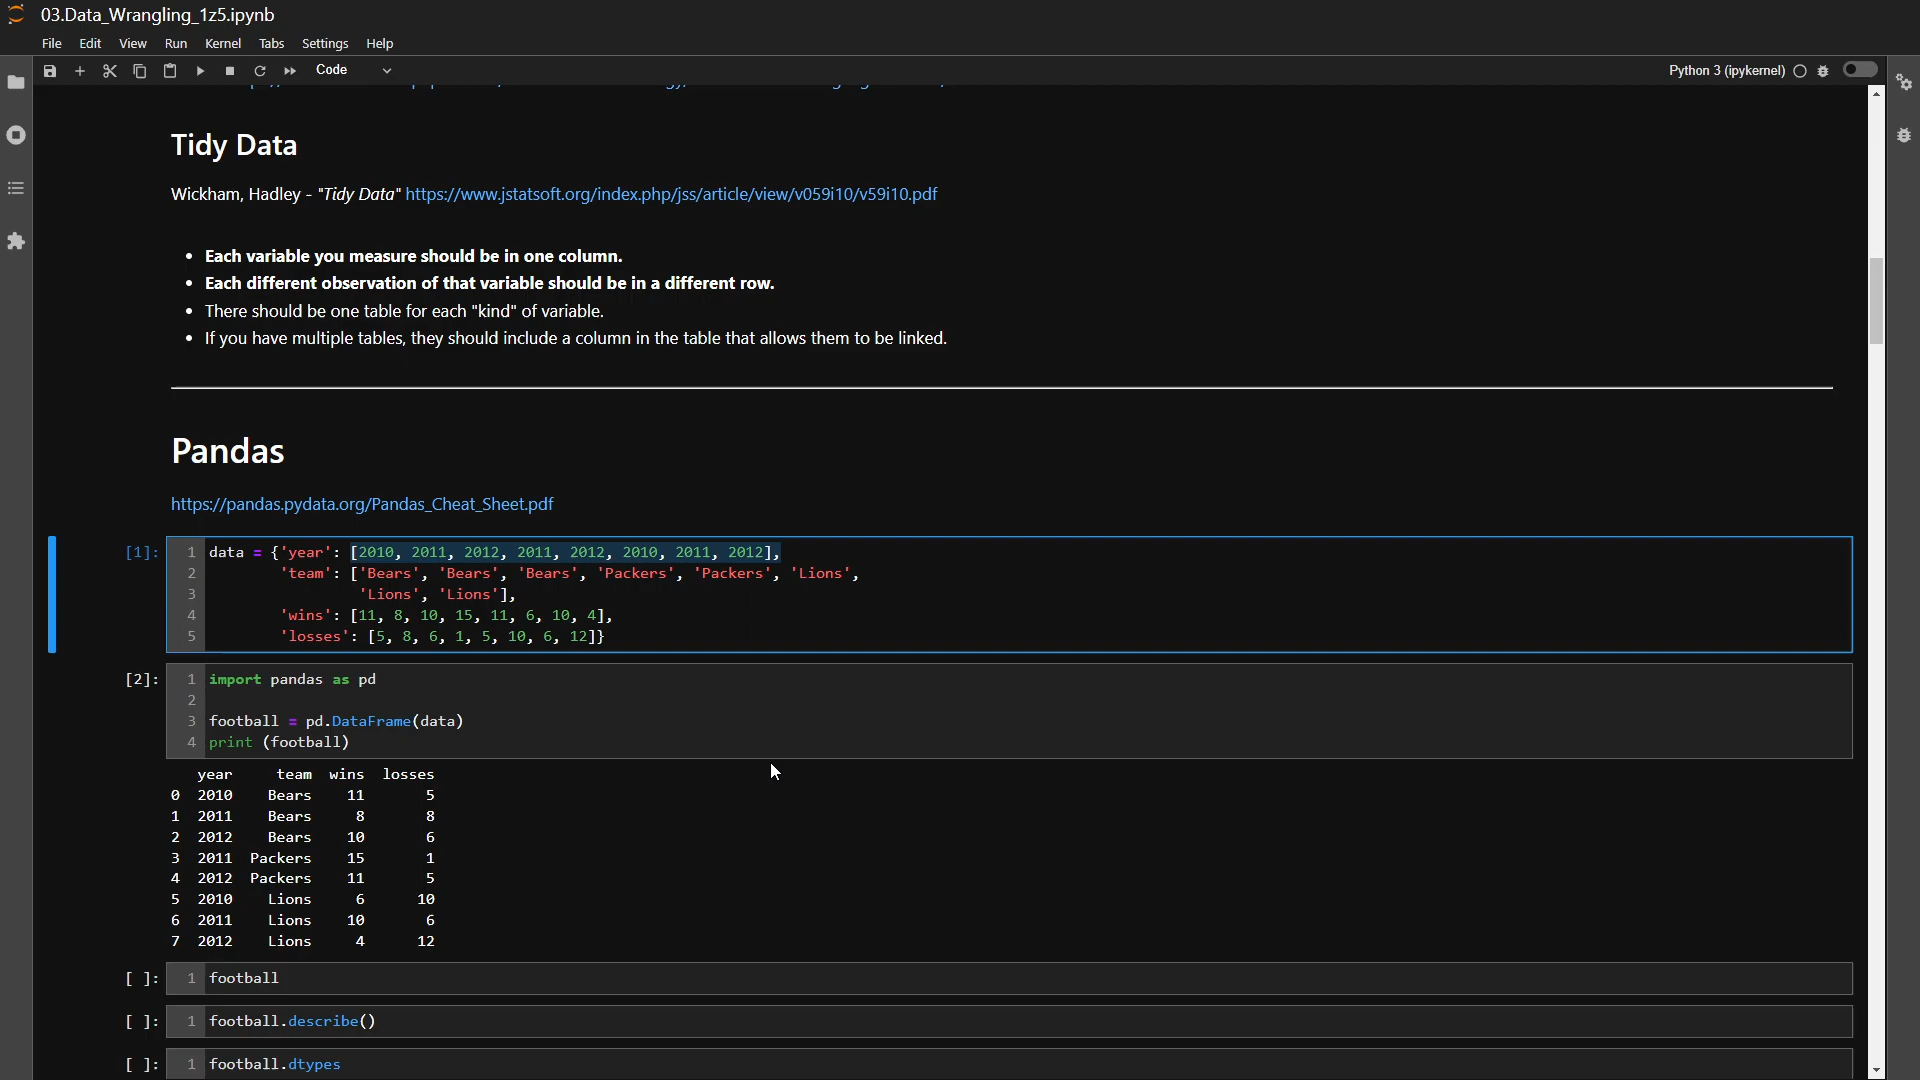 03.Data_Wrangling_1z5.ipynb
File Edit View Run Kernel Tabs Settings Help
Code Python 3 (ipykernel)
Tidy Data
Wickham, Hadley - "Tidy Data" https://www.jstatsoft.org/index.php/jss/article/view/v059i10/v59i10.pdf
• Each variable you measure should be in one column.
• Each different observation of that variable should be in a different row.
• There should be one table for each "kind" of variable.
• If you have multiple tables, they should include a column in the table that allows them to be linked.
Pandas
https://pandas.pydata.org/Pandas_Cheat_Sheet.pdf
[1]: 1 data = {'year': [2010, 2011, 2012, 2011, 2012, 2010, 2011, 2012],
2 'team': ['Bears', 'Bears', 'Bears', 'Packers', 'Packers', 'Lions',
3 'Lions', 'Lions'],
4 'wins': [11, 8, 10, 15, 11, 6, 10, 4],
5 'losses': [5, 8, 6, 1, 5, 10, 6, 12]}
[2]: 1 import pandas as pd
2
3 football = pd.DataFrame(data)
4 print (football)
year team wins losses
0 2010 Bears 11 5
1 2011 Bears 8 8
2 2012 Bears 10 6
3 2011 Packers 15 1
4 2012 Packers 11 5
5 2010 Lions 6 10
6 2011 Lions 10 6
7 2012 Lions 4 12
[ ]: 1 football
[ ]: 1 football.describe()
[ ]: 1 football.dtypes